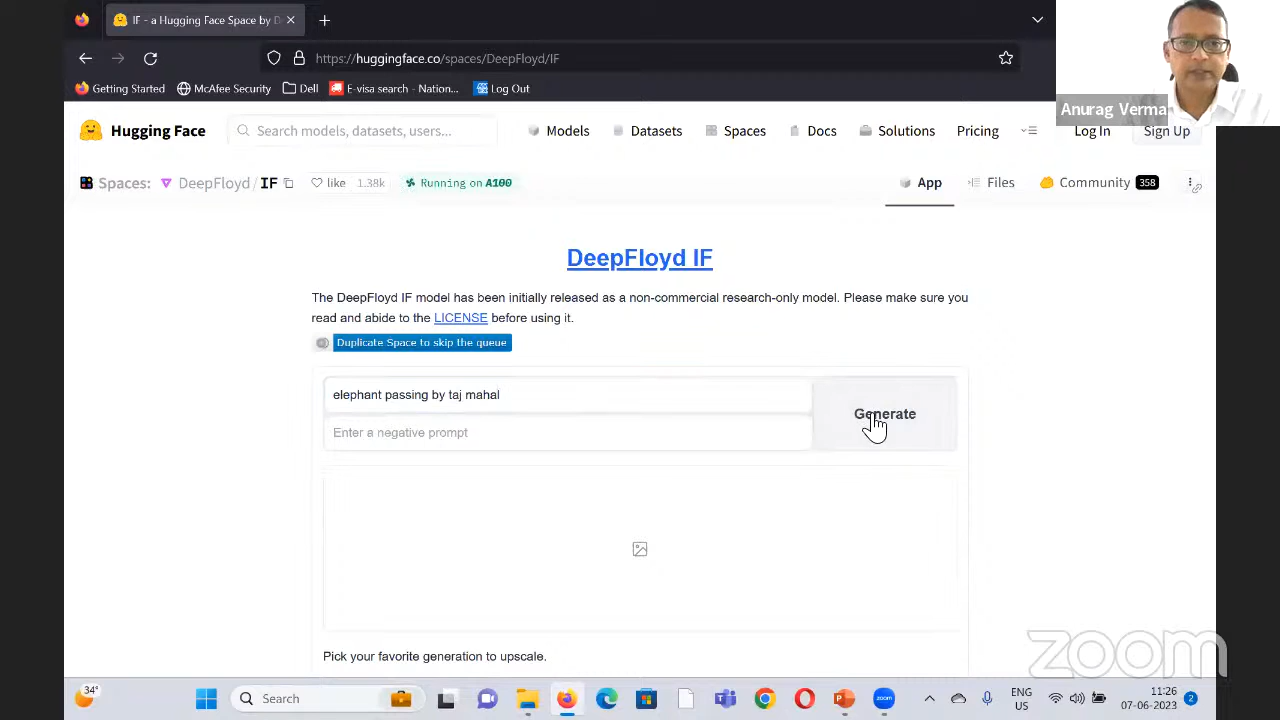 IF - a Hugging Face Space by D
https://huggingface.co/spaces/DeepFloyd/IF
Getting Started McAfee Security Dell E-visa search - Nation... Log Out
Anurag Verma
Hugging Face Search models, datasets, users... Models Datasets Spaces Docs Solutions Pricing Log In Sign Up
Spaces: DeepFloyd/IF like 1.38k Running on A100 App Files Community 358
DeepFloyd IF
The DeepFloyd IF model has been initially released as a non-commercial research-only model. Please make sure you
read and abide to the LICENSE before using it.
Duplicate Space to skip the queue
elephant passing by taj mahal
Generate
Enter a negative prompt
Pick your favorite generation to upscale.
zoom
34°
Search
zoom
ENG
US
11:26
07-06-2023
2